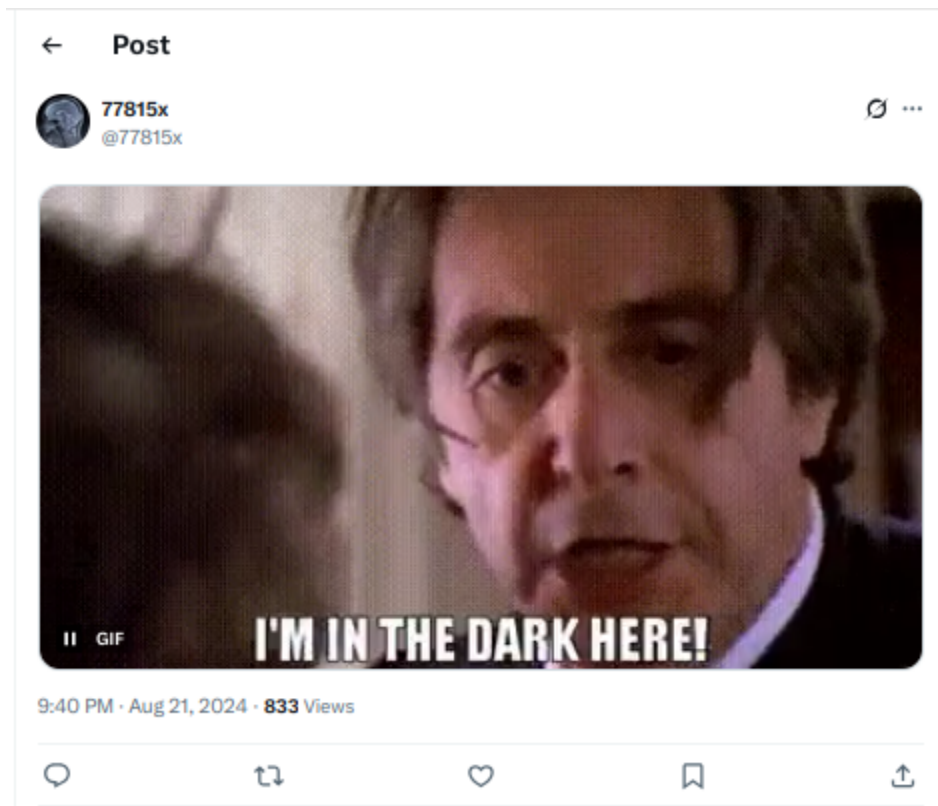 Post
77815x
@77815x
GIF
I'M IN THE DARK HERE!
9:40 PM · Aug 21, 2024 · 833 Views